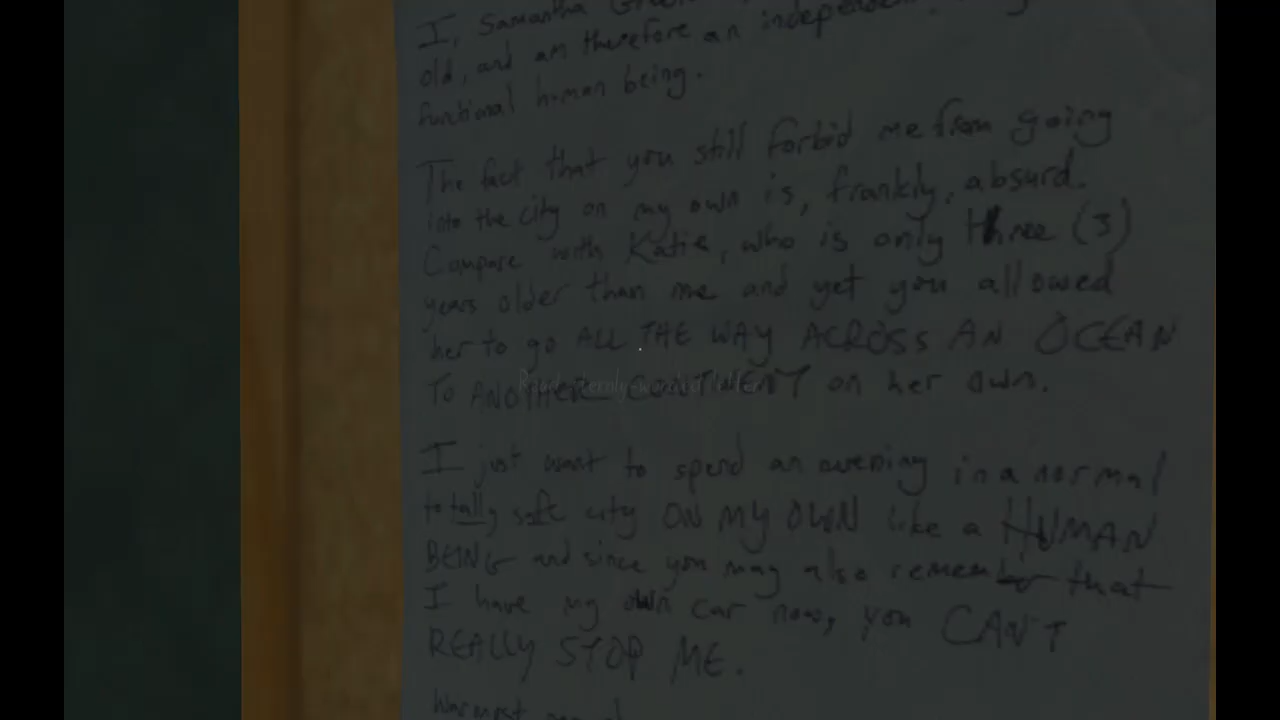 I, Samantha
old, and am therefore an independent
functional human being.
The fact that you still forbid me from going
into the city on my own is, frankly, absurd.
Compare with Katie, who is only three (3)
years older than me and yet you allowed
her to go ALL THE WAY ACROSS AN OCEAN
TO ANOTHER CONTINENT on her own.
I just want to spend an evening in a normal
totally safe city ON MY OWN like a HUMAN
BEING and since you may also remember that
I have my own car now, you CAN'T
REALLY STOP ME.
Warmest